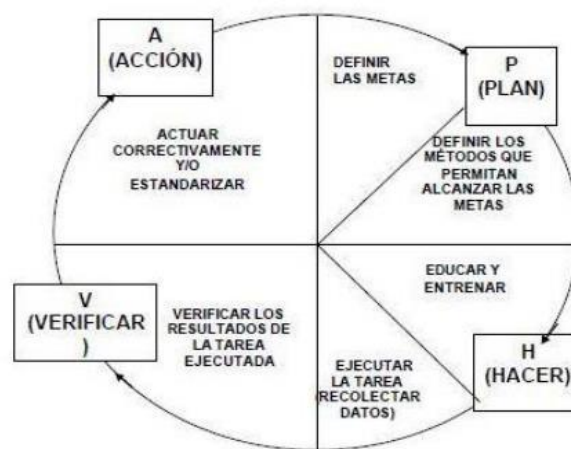 A
(ACCIÓN)
DEFINIR
LAS METAS
P
(PLAN)
ACTUAR
CORRECTIVAMENTE
Y/O
ESTANDARIZAR
DEFINIR LOS
MÉTODOS QUE
PERMITAN
ALCANZAR LAS
METAS
V
(VERIFICAR
)
VERIFICAR LOS
RESULTADOS DE
LA TAREA
EJECUTADA
EDUCAR Y
ENTRENAR
EJECUTAR
LA TAREA
(RECOLECTAR
DATOS)
H
(HACER)